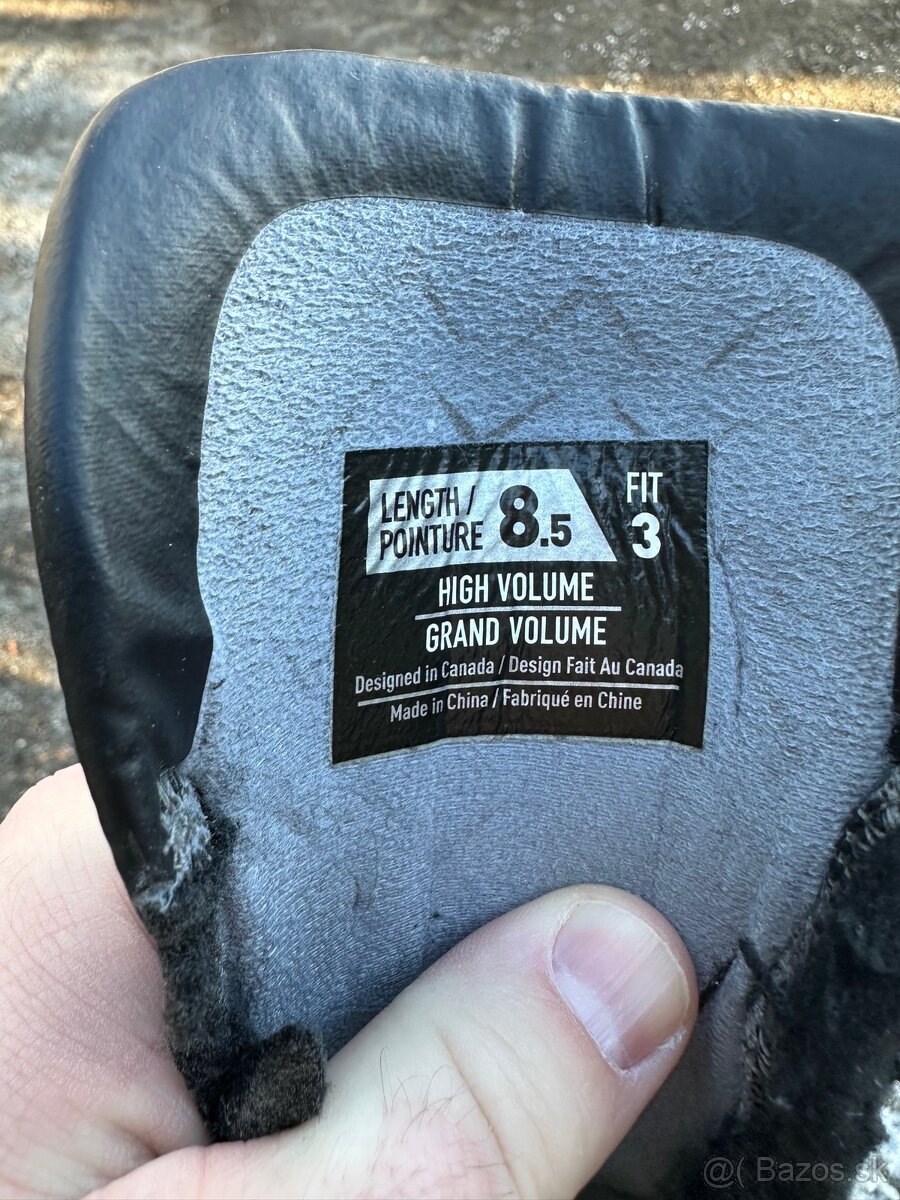 LENGTH / 8.5 FIT
POINTURE 3
HIGH VOLUME
GRAND VOLUME
Designed in Canada / Design Fait Au Canada
Made in China / Fabriqué en Chine
@( Bazos.sk